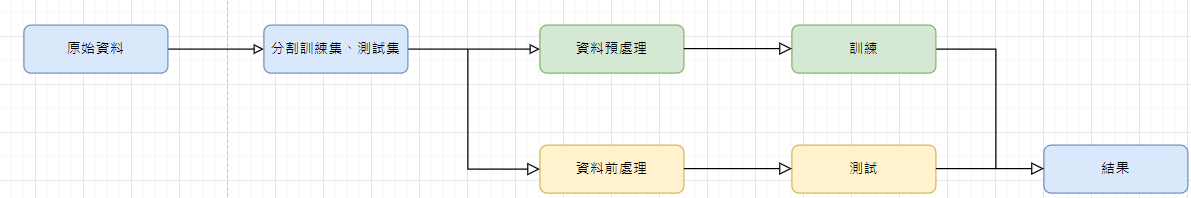 原始資料
分割訓練集、測試集
資料預處理
訓練
資料前處理
測試
結果